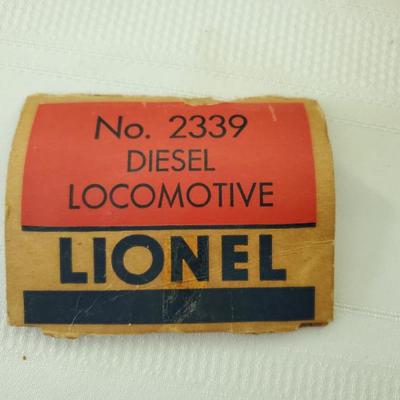 No. 2339
DIESEL
LOCOMOTIVE
LIONEL